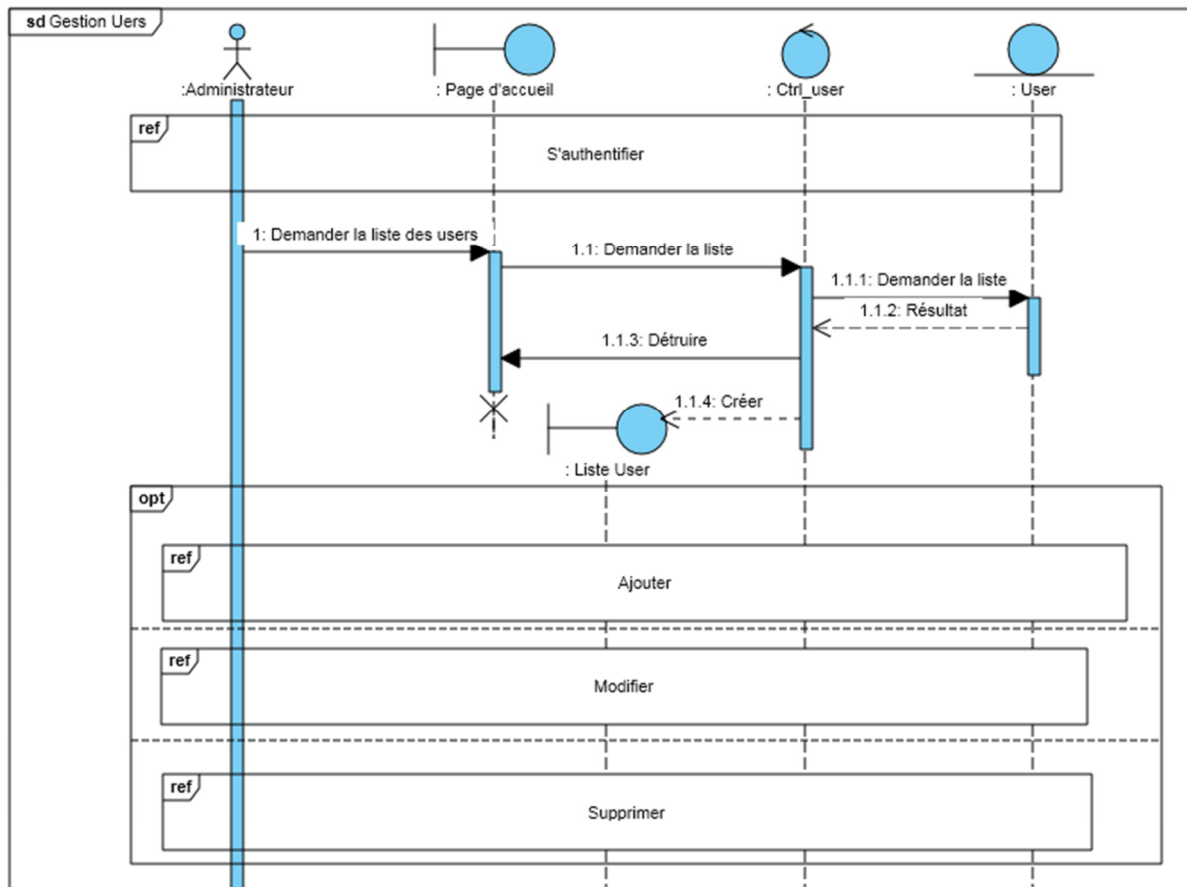 sd Gestion Uers
:Administrateur
: Page d'accueil
: Ctrl_user
: User
ref
S'authentifier
1: Demander la liste des users
1.1: Demander la liste
1.1.1: Demander la liste
1.1.2: Résultat
1.1.3: Détruire
1.1.4: Créer
: Liste User
opt
ref
Ajouter
ref
Modifier
ref
Supprimer